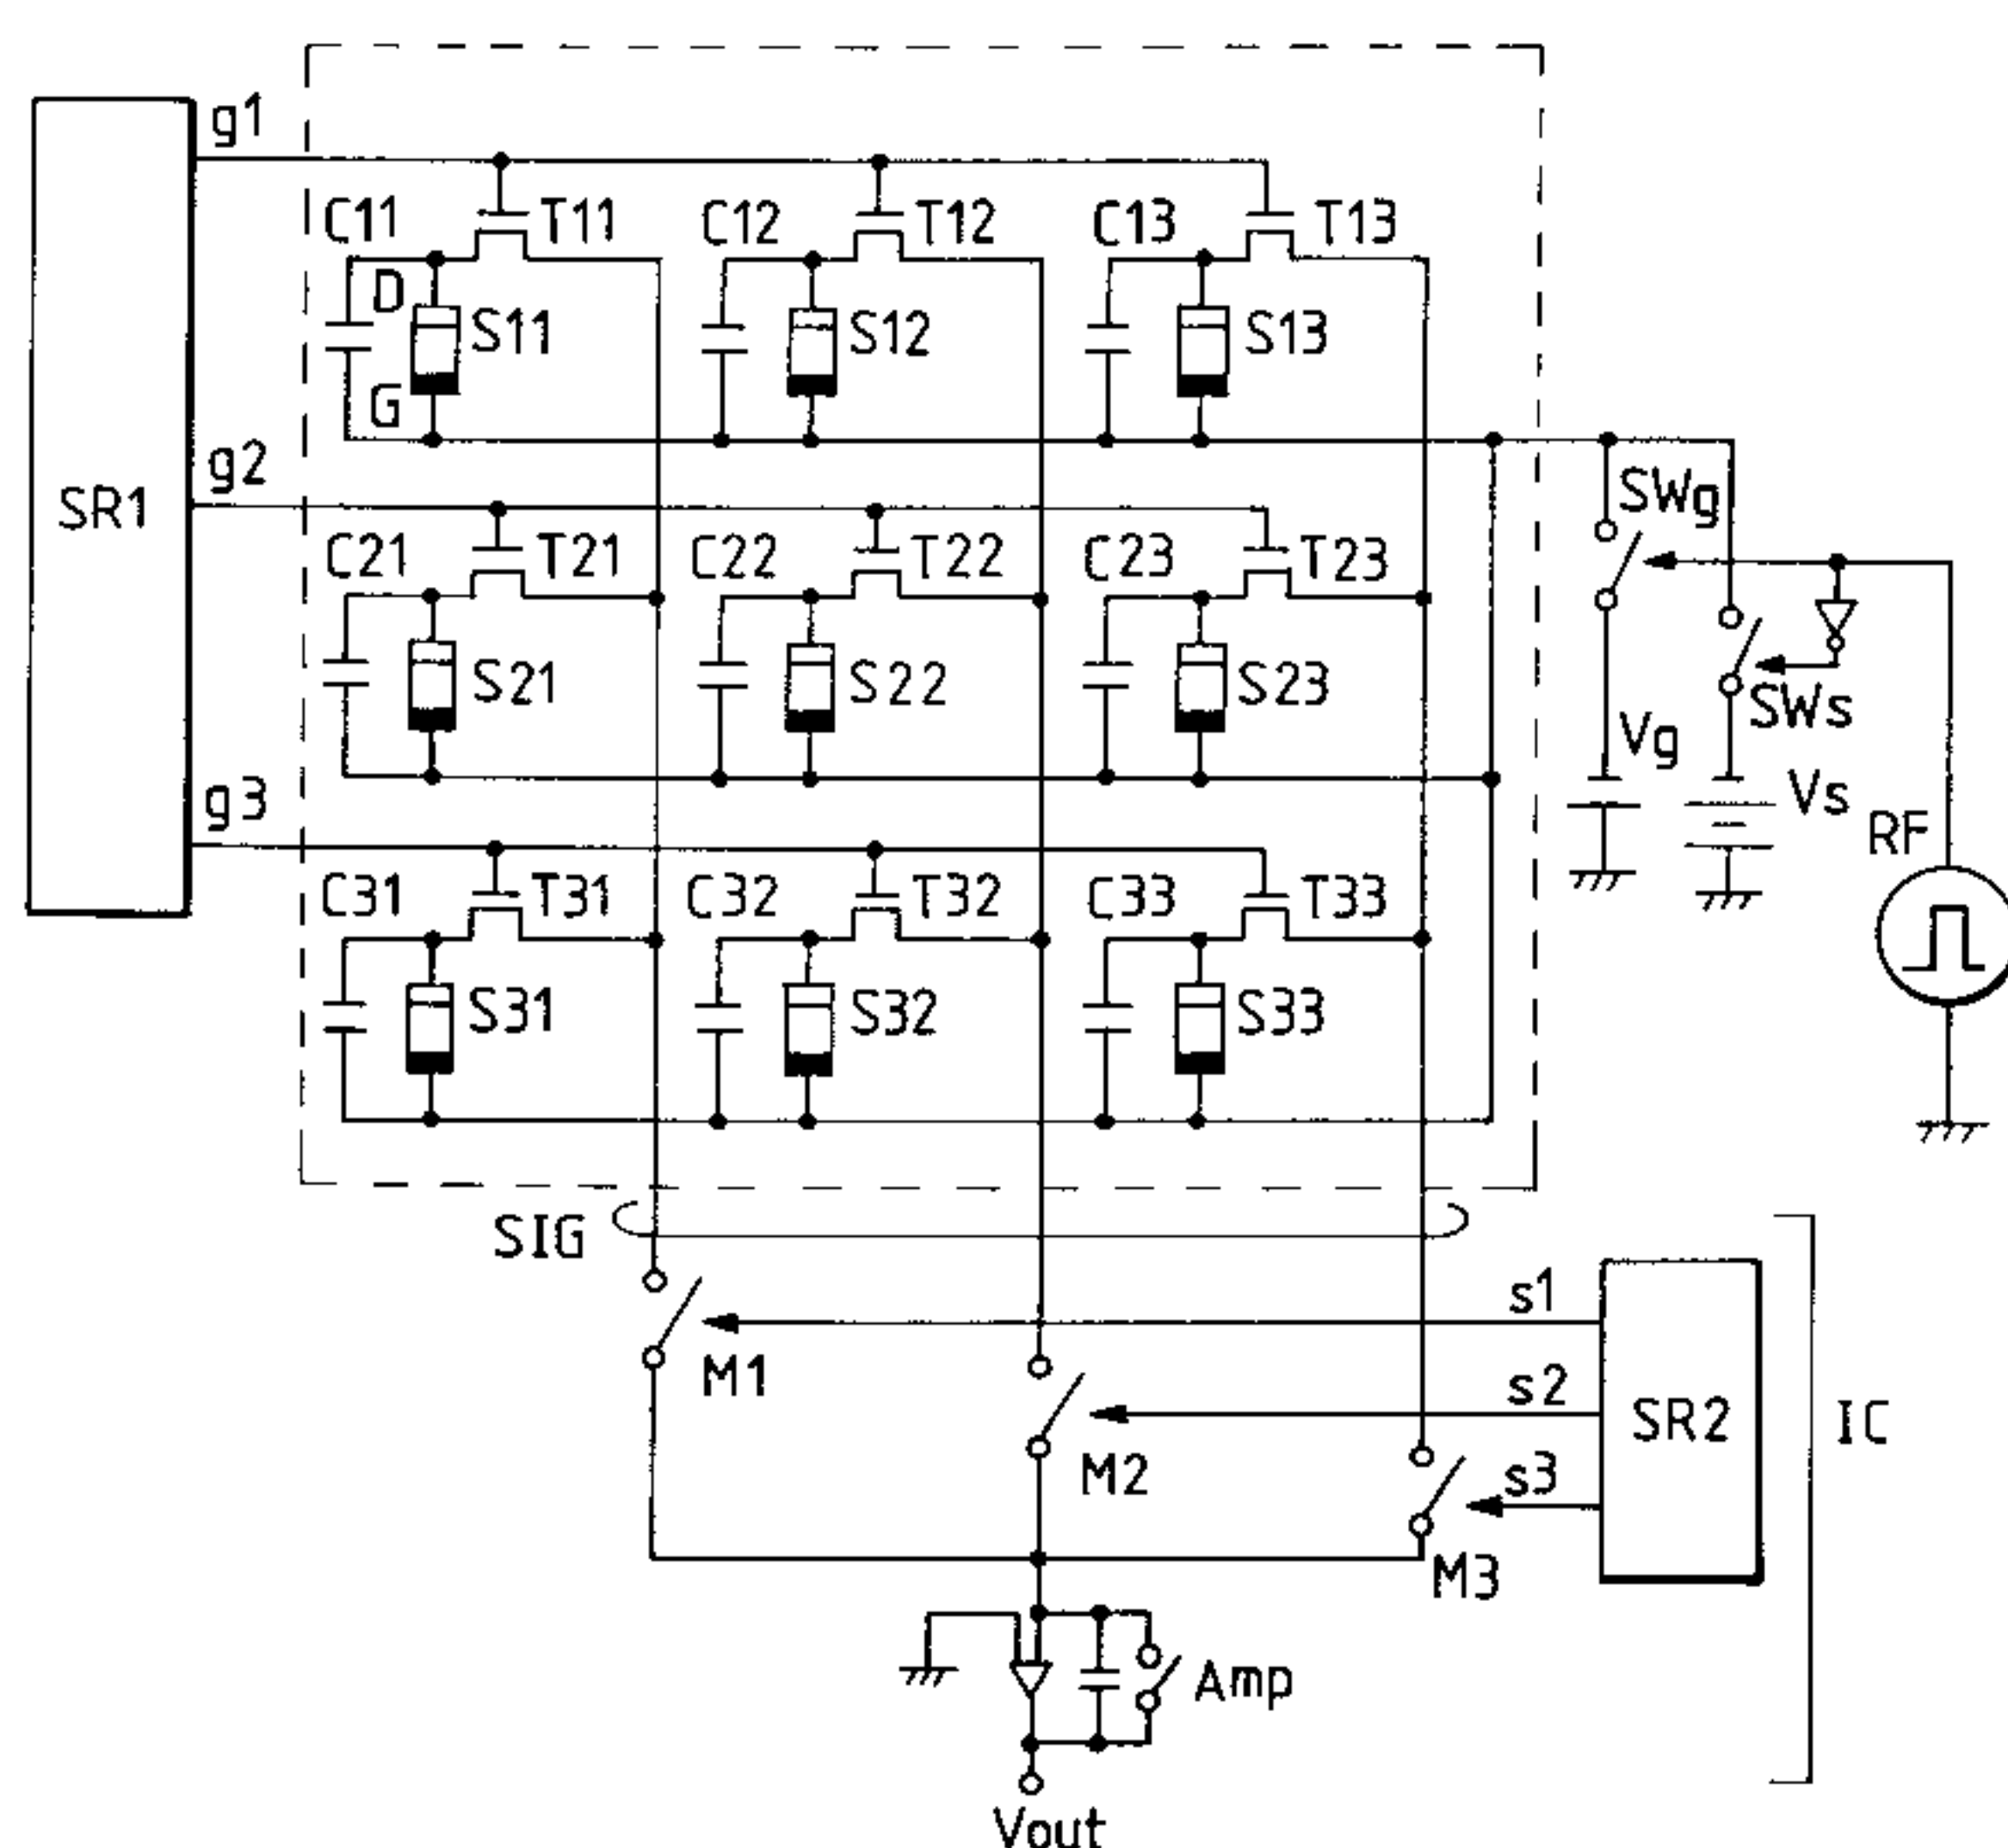 g1
C11 T11 C12 T12 C13 T13
D
S11 S12 S13
G
g2
SR1
SWg
C21 T21 C22 T22 C23 T23
S21 S22 S23
SWs
Vg
Vs
g3
RF
C31 T31 C32 T32 C33 T33
S31 S32 S33
SIG
s1
M1
s2
SR2
IC
M2
s3
M3
Amp
Vout